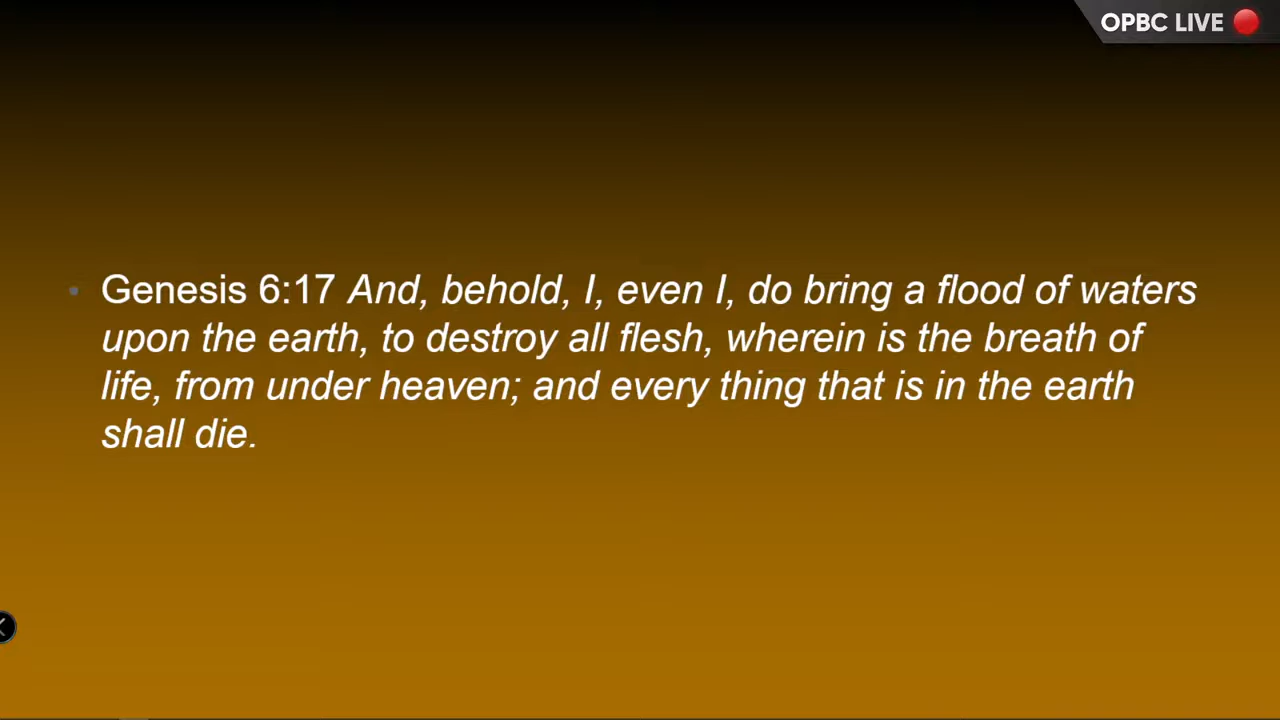 OPBC LIVE
• Genesis 6:17 And, behold, I, even I, do bring a flood of waters
upon the earth, to destroy all flesh, wherein is the breath of
life, from under heaven; and every thing that is in the earth
shall die.